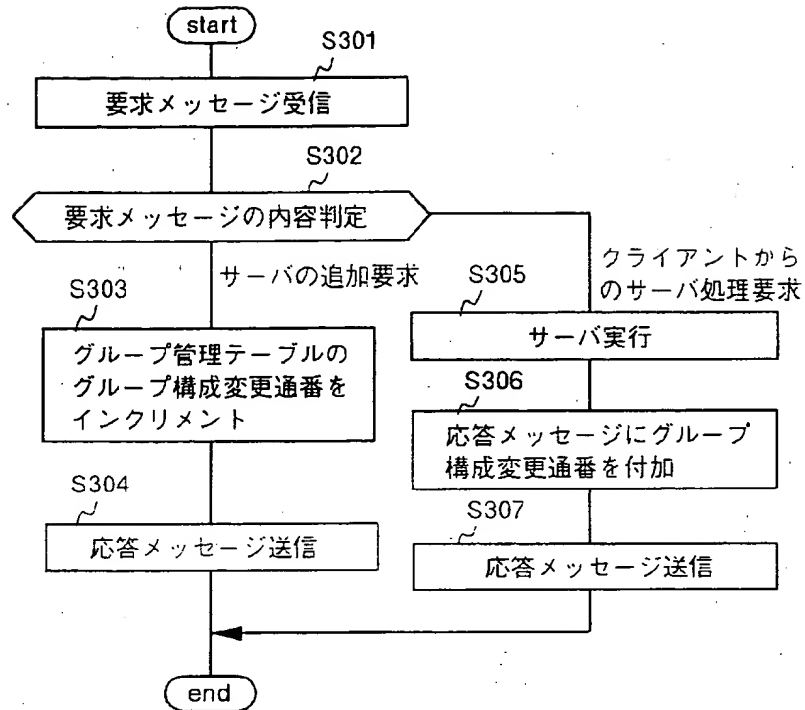 start
S301
要求メッセージ受信
S302
要求メッセージの内容判定
サーバの追加要求
S303
グループ管理テーブルの
グループ構成変更通番を
インクリメント
S304
応答メッセージ送信
クライアントから
のサーバ処理要求
S305
サーバ実行
S306
応答メッセージにグループ
構成変更通番を付加
S307
応答メッセージ送信
end